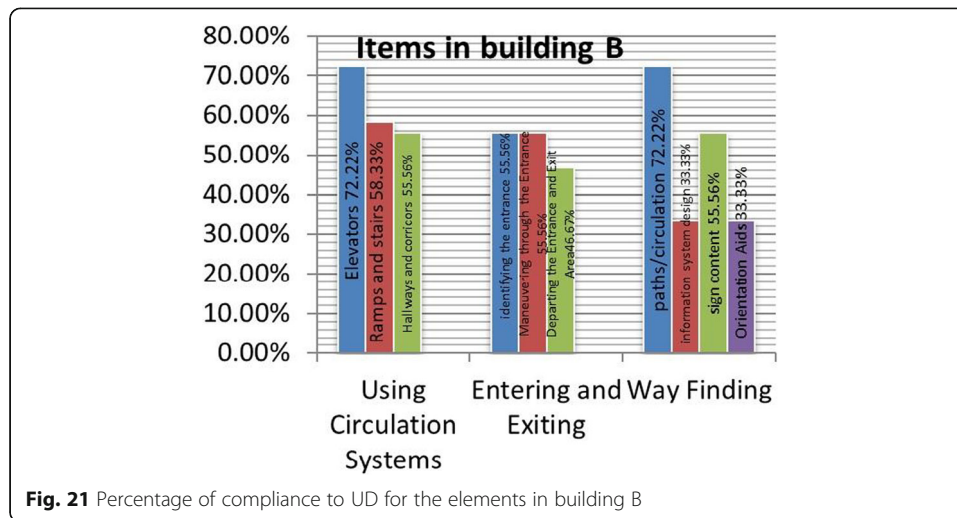 Items in building B
80.00%
70.00%
60.00%
50.00%
40.00%
30.00%
20.00%
10.00%
0.00%
Elevators 72.22%
Ramps and stairs 58.33%
Hallways and corricors 55.56%
identifying the entrance 55.56%
Maneuvering through the Entrance
55.56%
Departing the Entrance and Exit
Area46.67%
paths/circulation 72.22%
information system design 33.33%
sign content 55.56%
Orientation Aids 33.33%
Using
Circulation
Systems
Entering and
Exiting
Way Finding
Fig. 21 Percentage of compliance to UD for the elements in building B